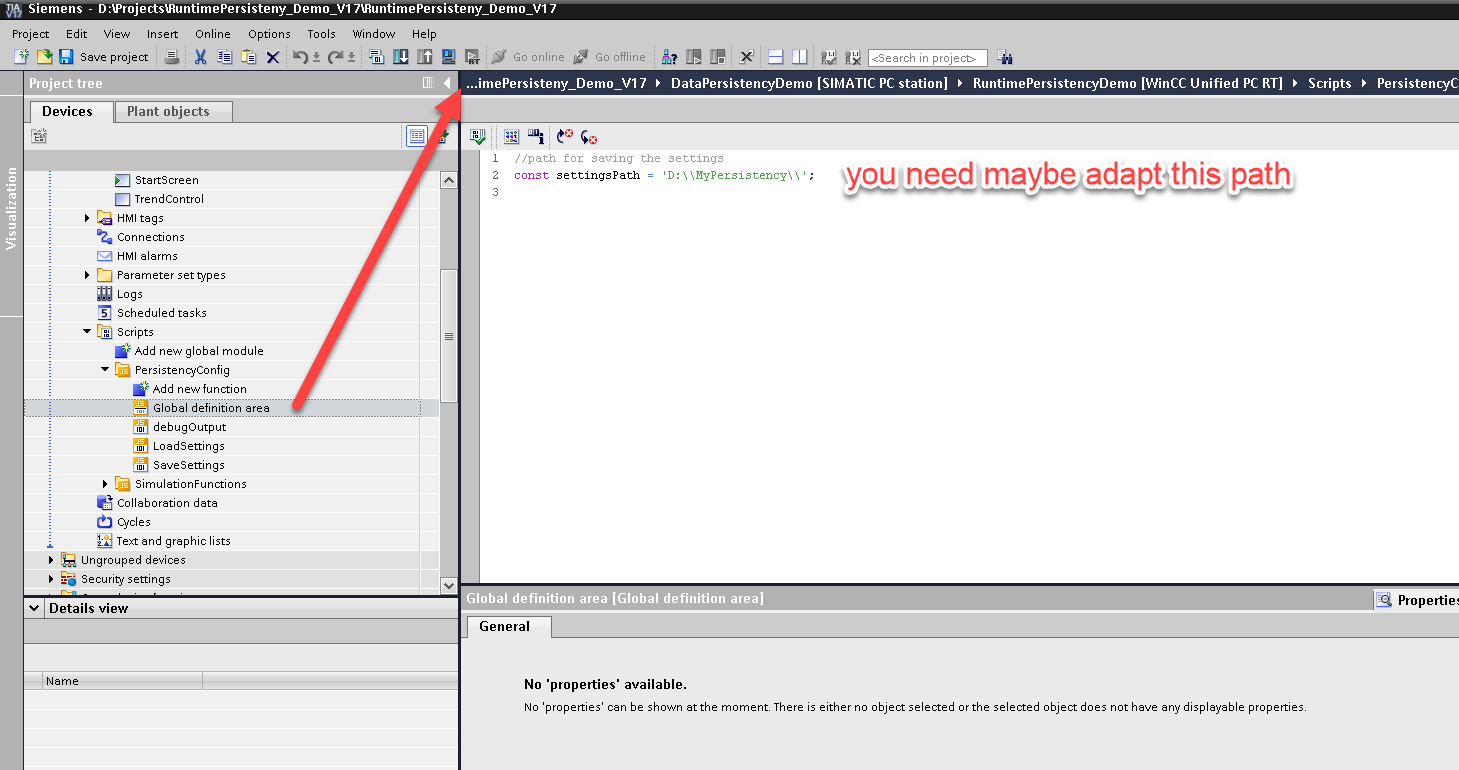 Siemens - D:\Projects\RuntimePersisteny_Demo_V17\RuntimePersisteny_Demo_V17
Project Edit View Insert Online Options Tools Window Help
Save project Go online Go offline <Search in project>
Project tree
...imePersisteny_Demo_V17 DataPersistencyDemo [SIMATIC PC station] RuntimePersistencyDemo [WinCC Unified PC RT] Scripts PersistencyC
Devices Plant objects
Visualization
1 //path for saving the settings
2 const settingsPath = 'D:\\MyPersistency\\';
3
you need maybe adapt this path
StartScreen
TrendControl
HMI tags
Connections
HMI alarms
Parameter set types
Logs
Scheduled tasks
Scripts
Add new global module
PersistencyConfig
Add new function
Global definition area
debugOutput
LoadSettings
SaveSettings
SimulationFunctions
Collaboration data
Cycles
Text and graphic lists
Ungrouped devices
Security settings
Details view
Name
Global definition area [Global definition area]
Properties
General
No 'properties' available.
No 'properties' can be shown at the moment. There is either no object selected or the selected object does not have any displayable properties.